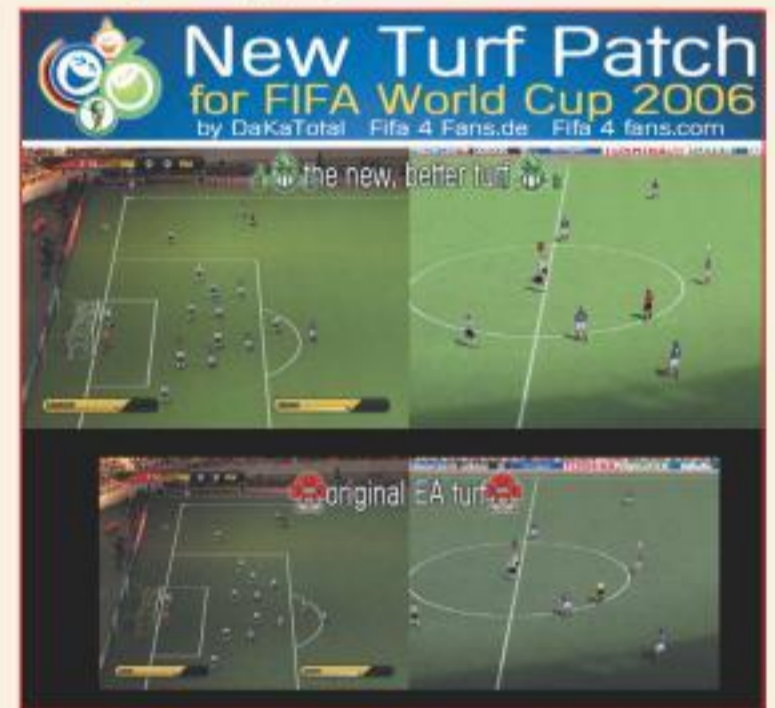 New Turf Patch
for FIFA World Cup 2006
by DaKaTotal Fifa 4 Fans.de Fifa 4 fans.com
the new, better turf
original EA turf